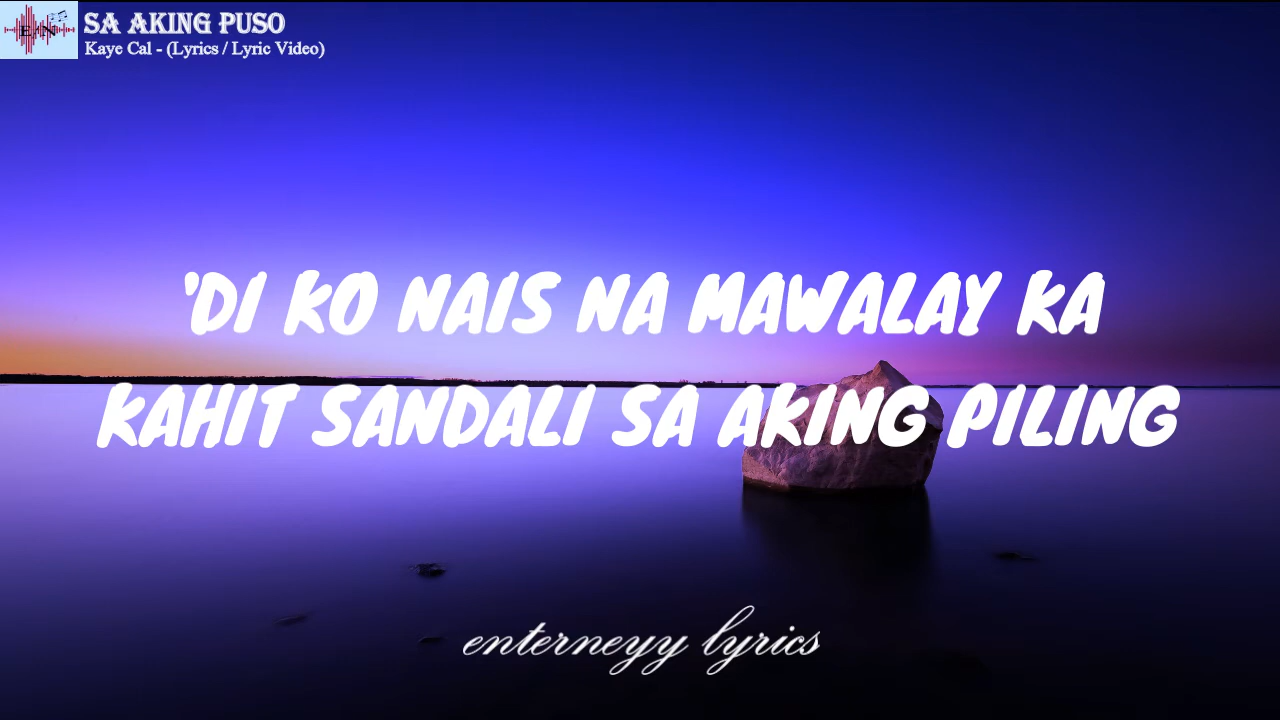 EN
SA AKING PUSO
Kaye Cal - (Lyrics / Lyric Video)
'DI KO NAIS NA MAWALAY KA
KAHIT SANDALI SA AKING PILING
enterneyy lyrics